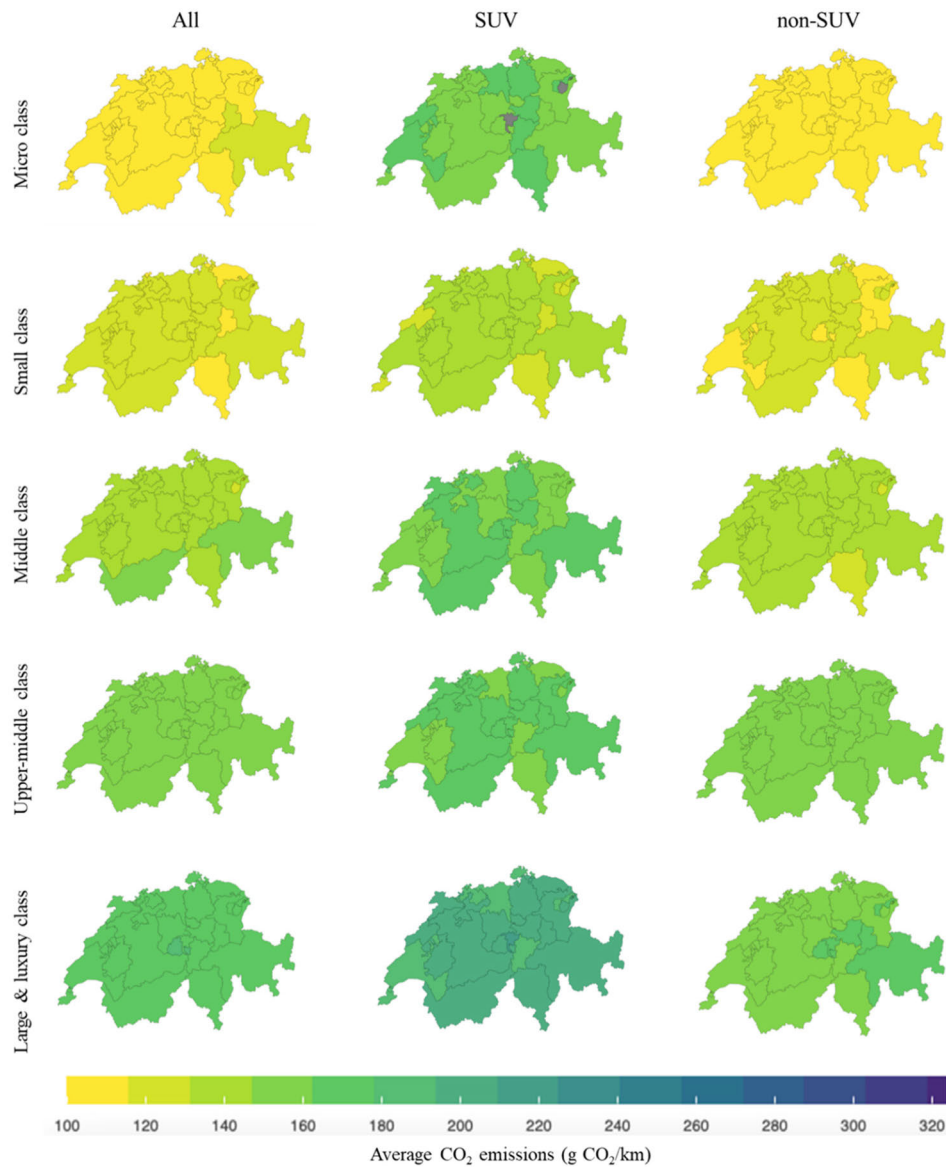 All SUV non-SUV
Micro class
Small class
Middle class
Upper-middle class
Large & luxury class
100 120 140 160 180 200 220 240 260 280 300 320
Average CO₂ emissions (g CO₂/km)